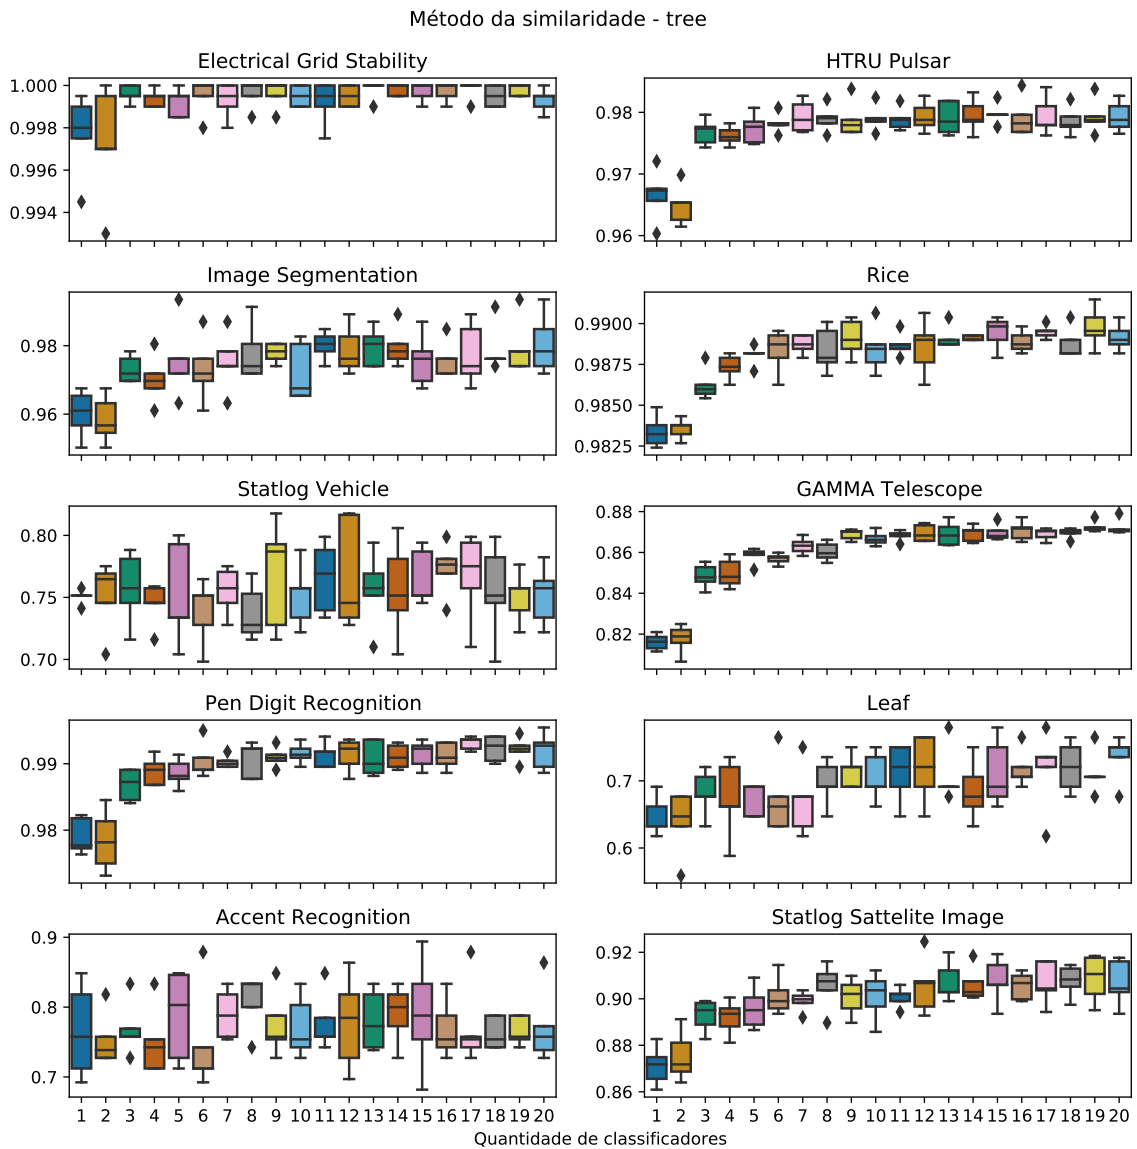 Método da similaridade - tree
Electrical Grid Stability
1.000
0.998
0.996
0.994
HTRU Pulsar
0.98
0.97
0.96
Image Segmentation
0.98
0.96
Rice
0.9900
0.9875
0.9850
0.9825
Statlog Vehicle
0.80
0.75
0.70
GAMMA Telescope
0.88
0.86
0.84
0.82
Pen Digit Recognition
0.99
0.98
Leaf
0.7
0.6
Accent Recognition
0.9
0.8
0.7
1 2 3 4 5 6 7 8 9 10 11 12 13 14 15 16 17 18 19 20
Statlog Sattelite Image
0.92
0.90
0.88
0.86
1 2 3 4 5 6 7 8 9 10 11 12 13 14 15 16 17 18 19 20
Quantidade de classificadores